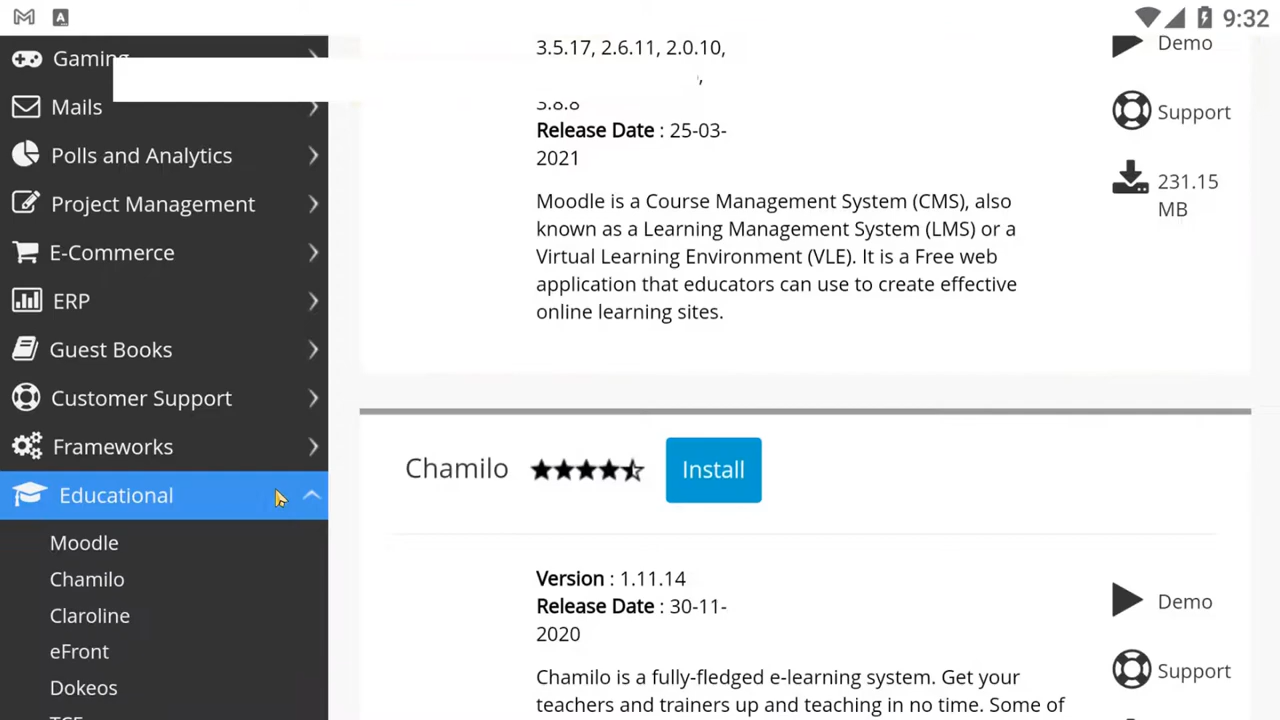 9:32
Gaming
Mails
Polls and Analytics
Project Management
E-Commerce
ERP
Guest Books
Customer Support
Frameworks
Educational
Moodle
Chamilo
Claroline
eFront
Dokeos
3.5.17, 2.6.11, 2.0.10,
Release Date : 25-03-
2021
Moodle is a Course Management System (CMS), also
known as a Learning Management System (LMS) or a
Virtual Learning Environment (VLE). It is a Free web
application that educators can use to create effective
online learning sites.
Demo
Support
231.15
MB
Chamilo
Install
Version : 1.11.14
Release Date : 30-11-
2020
Chamilo is a fully-fledged e-learning system. Get your
teachers and trainers up and teaching in no time. Some of
Demo
Support